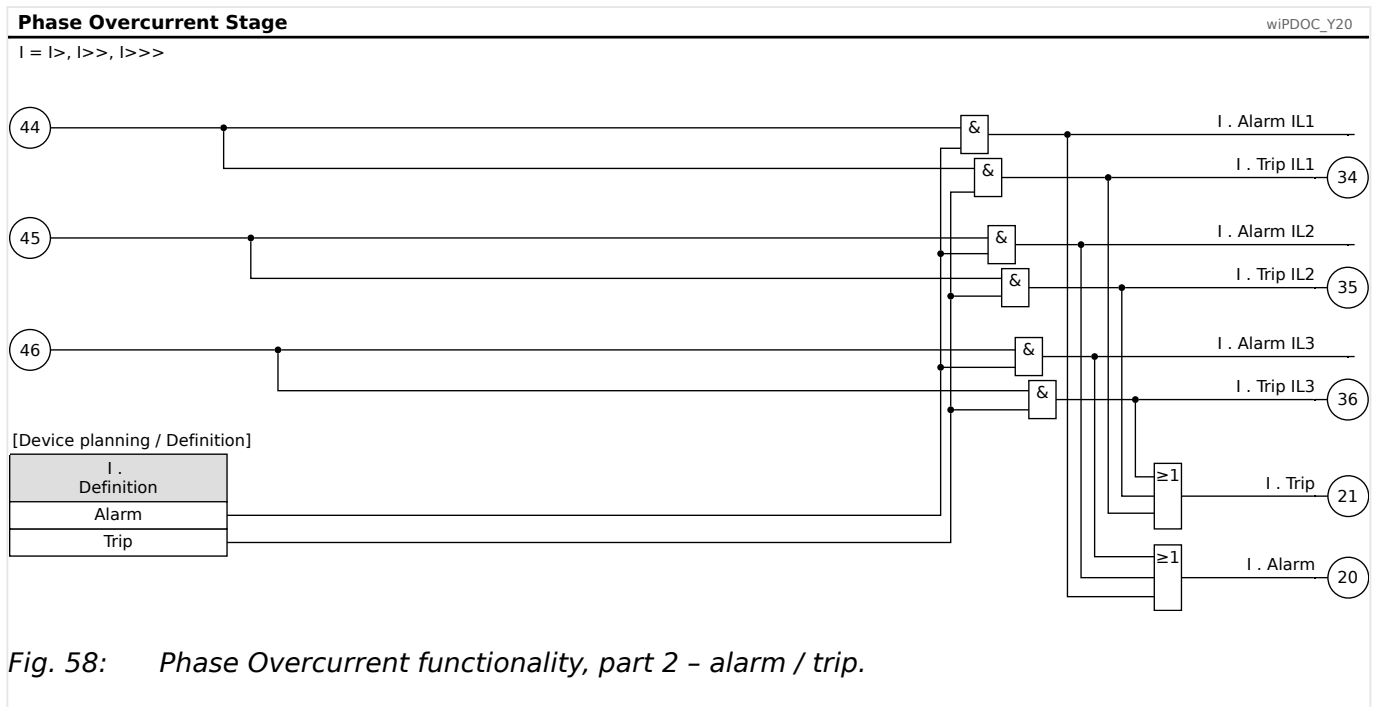 Phase Overcurrent Stage
wiPDOC_Y20
I = I>, I>>, I>>>
44
&
I . Alarm IL1
&
I . Trip IL1
34
45
&
I . Alarm IL2
&
I . Trip IL2
35
46
&
I . Alarm IL3
&
I . Trip IL3
36
[Device planning / Definition]
I .
Definition
Alarm
Trip
≥1
I . Trip
21
≥1
I . Alarm
20
Fig. 58: Phase Overcurrent functionality, part 2 – alarm / trip.